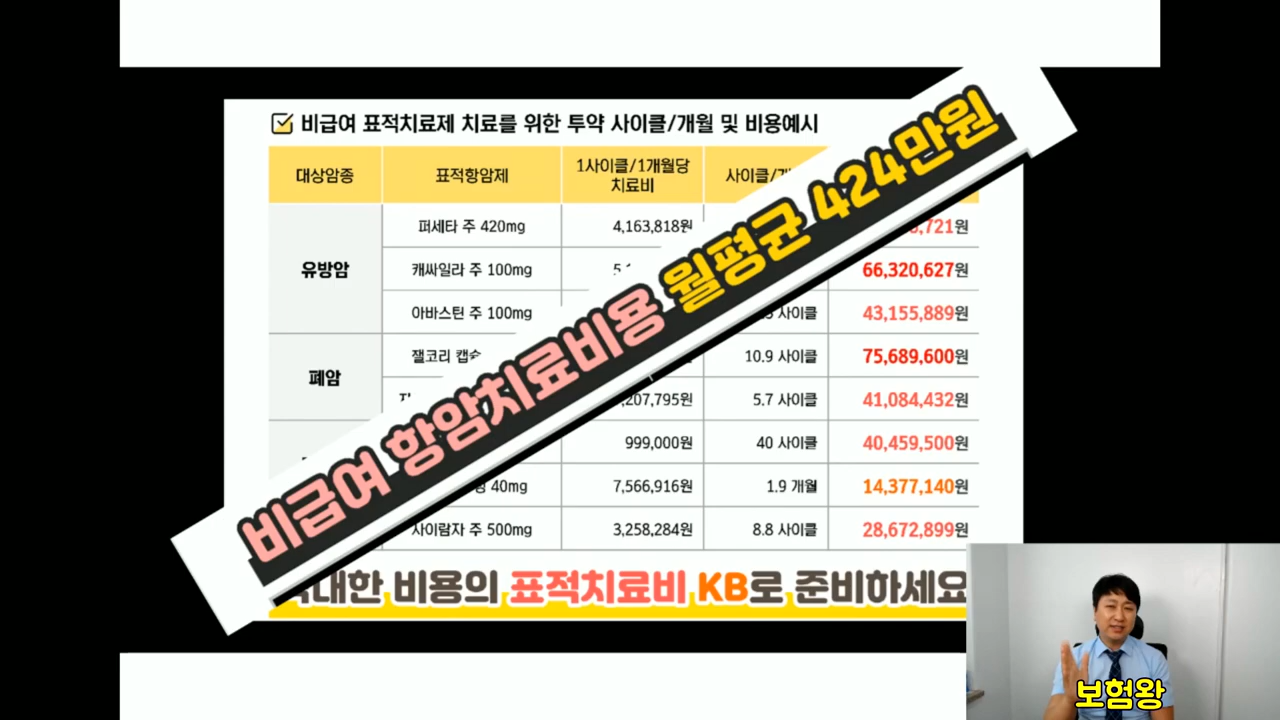 비급여 표적치료제 치료를 위한 투약 사이클/개월 및 비용예시
대상암종 표적항암제 1사이클/1개월당
치료비
유방암
퍼세타 주 420mg 4,163,818원 721원
캐싸일라 주 100mg 66,320,627원
아바스틴 주 100mg 사이클 43,155,889원
폐암
잴코리 캡슐 10.9 사이클 75,689,600원
207,795원 5.7 사이클 41,084,432원
999,000원 40 사이클 40,459,500원
40mg 7,566,916원 1.9 개월 14,377,140원
사이람자 주 500mg 3,258,284원 8.8 사이클 28,672,899원
비급여 항암치료비용 월평균 424만원
비용의 표적치료비 KB로 준비하세요
보험왕